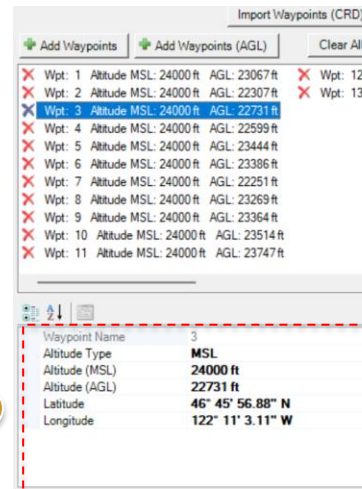 Import Waypoints (CRD)
Add Waypoints Add Waypoints (AGL) Clear All
Wpt: 1 Altitude MSL: 24000 ft AGL: 23067 ft Wpt: 12
Wpt: 2 Altitude MSL: 24000 ft AGL: 22307 ft Wpt: 13
Wpt: 3 Altitude MSL: 24000 ft AGL: 22731 ft
Wpt: 4 Altitude MSL: 24000 ft AGL: 22599 ft
Wpt: 5 Altitude MSL: 24000 ft AGL: 23444 ft
Wpt: 6 Altitude MSL: 24000 ft AGL: 23386 ft
Wpt: 7 Altitude MSL: 24000 ft AGL: 22251 ft
Wpt: 8 Altitude MSL: 24000 ft AGL: 23269 ft
Wpt: 9 Altitude MSL: 24000 ft AGL: 23364 ft
Wpt: 10 Altitude MSL: 24000 ft AGL: 23514 ft
Wpt: 11 Altitude MSL: 24000 ft AGL: 23747 ft
Waypoint Name 3
Altitude Type MSL
Altitude (MSL) 24000 ft
Altitude (AGL) 22731 ft
Latitude 46° 45' 56.88" N
Longitude 122° 11' 3.11" W